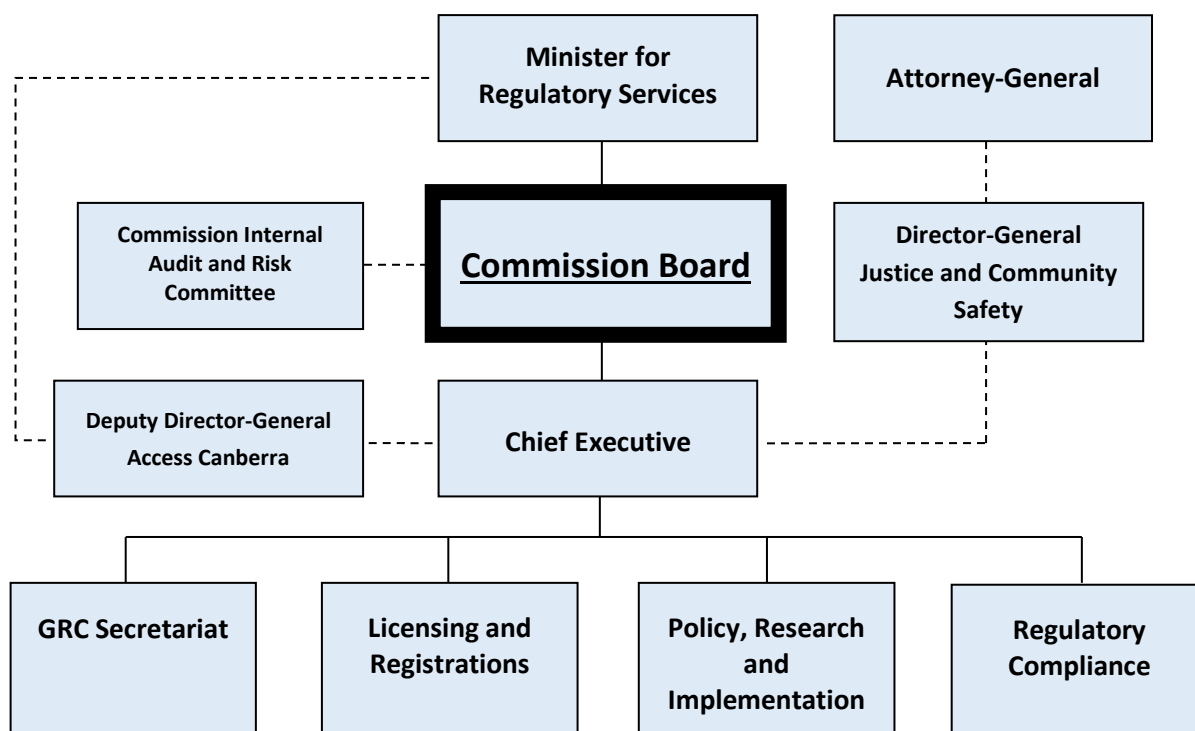 Minister for
Regulatory Services
Attorney-General
Commission Internal
Audit and Risk
Committee
Commission Board
Director-General
Justice and Community
Safety
Deputy Director-General
Access Canberra
Chief Executive
GRC Secretariat
Licensing and
Registrations
Policy, Research
and
Implementation
Regulatory
Compliance